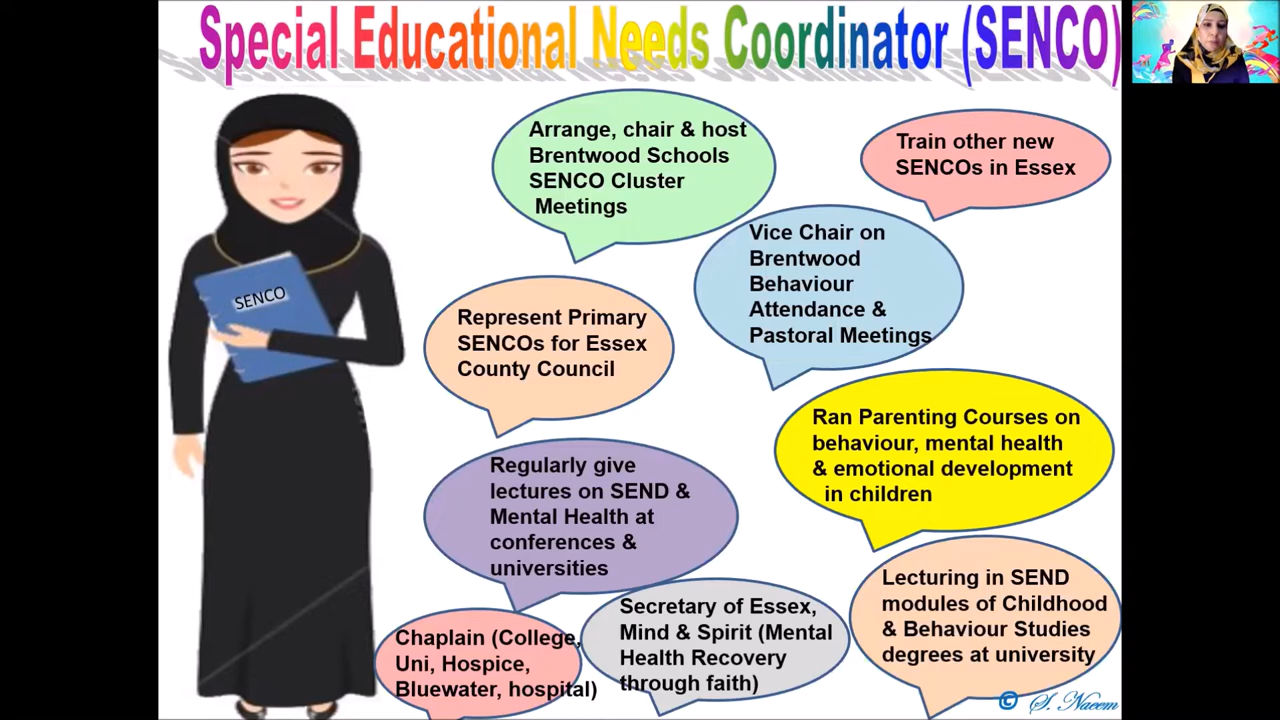 Special Educational Needs Coordinator (SENCO)
SENCO
Arrange, chair & host
Brentwood Schools
SENCO Cluster
Meetings
Train other new
SENCOs in Essex
Vice Chair on
Brentwood
Behaviour
Attendance &
Pastoral Meetings
Represent Primary
SENCOs for Essex
County Council
Ran Parenting Courses on
behaviour, mental health
& emotional development
in children
Regularly give
lectures on SEND &
Mental Health at
conferences &
universities
Lecturing in SEND
modules of Childhood
& Behaviour Studies
degrees at university
Secretary of Essex,
Mind & Spirit (Mental
Health Recovery
through faith)
Chaplain (College,
Uni, Hospice,
Bluewater, hospital)
© S. Naeem